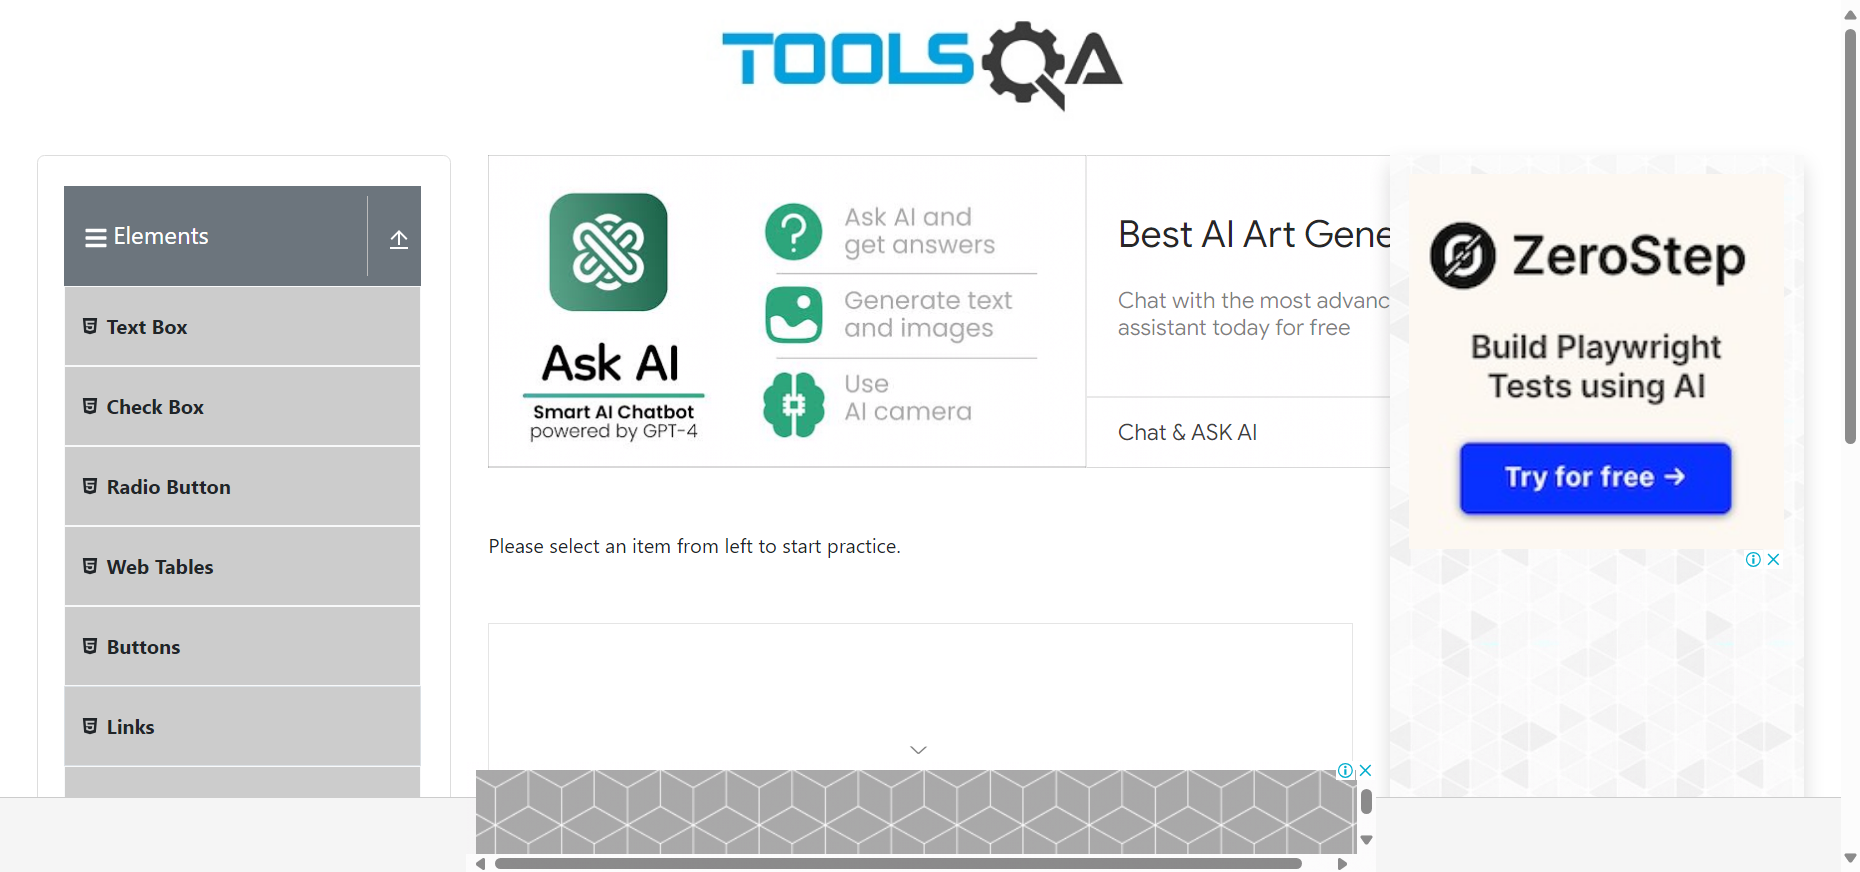 TOOLSQA
Elements
Text Box
Check Box
Radio Button
Web Tables
Buttons
Links
Ask AI
Smart AI Chatbot
powered by GPT-4
Ask AI and
get answers
Generate text
and images
Use
AI camera
Best AI Art Gene
Chat with the most advanc
assistant today for free
Chat & ASK AI
ZeroStep
Build Playwright
Tests using AI
Try for free →
Please select an item from left to start practice.